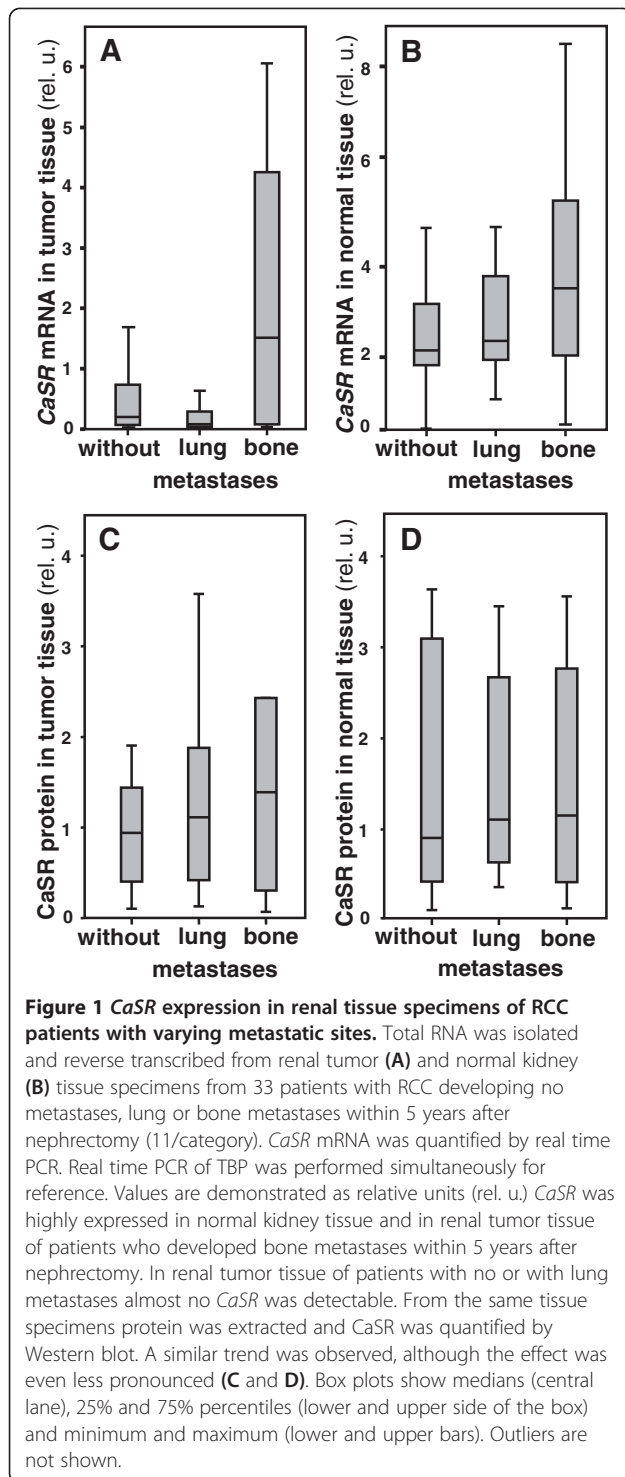 A
B
CaSR mRNA in tumor tissue (rel. u.)
6
5
4
3
2
1
0
without lung bone
metastases
CaSR mRNA in normal tissue (rel. u.)
8
6
4
2
0
without lung bone
metastases
C
D
CaSR protein in tumor tissue (rel. u.)
4
3
2
1
0
without lung bone
metastases
CaSR protein in normal tissue (rel. u.)
4
3
2
1
0
without lung bone
metastases
Figure 1 CaSR expression in renal tissue specimens of RCC
patients with varying metastatic sites. Total RNA was isolated
and reverse transcribed from renal tumor (A) and normal kidney
(B) tissue specimens from 33 patients with RCC developing no
metastases, lung or bone metastases within 5 years after
nephrectomy (11/category). CaSR mRNA was quantified by real time
PCR. Real time PCR of TBP was performed simultaneously for
reference. Values are demonstrated as relative units (rel. u.) CaSR was
highly expressed in normal kidney tissue and in renal tumor tissue
of patients who developed bone metastases within 5 years after
nephrectomy. In renal tumor tissue of patients with no or with lung
metastases almost no CaSR was detectable. From the same tissue
specimens protein was extracted and CaSR was quantified by
Western blot. A similar trend was observed, although the effect was
even less pronounced (C and D). Box plots show medians (central
lane), 25% and 75% percentiles (lower and upper side of the box)
and minimum and maximum (lower and upper bars). Outliers are
not shown.